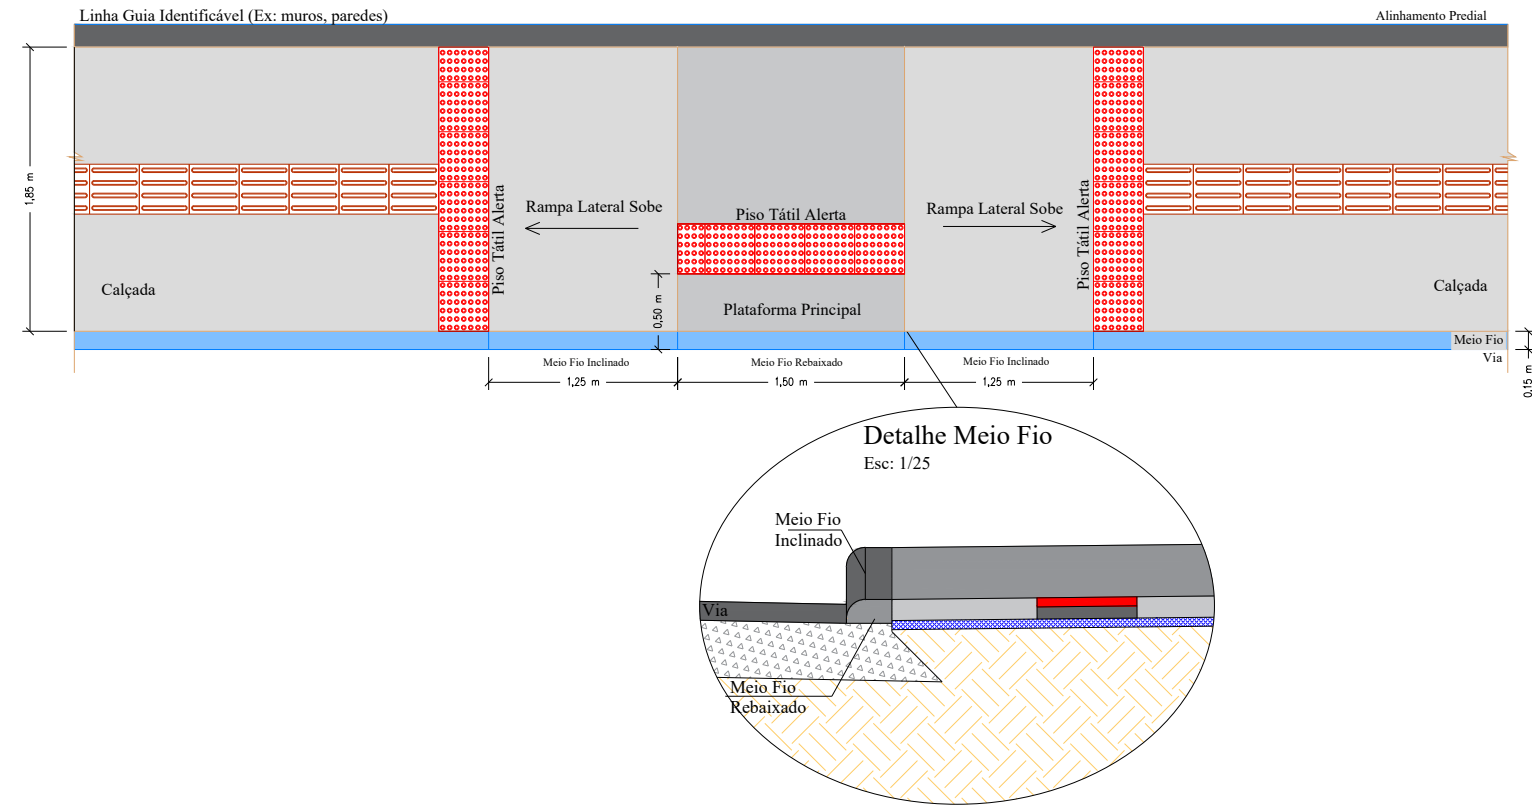 Linha Guia Identificável (Ex: muros, paredes)
Alinhamento Predial
1,85 m
Piso Tátil Alerta
Rampa Lateral Sobe
Piso Tátil Alerta
Rampa Lateral Sobe
Piso Tátil Alerta
Calçada
Calçada
0,50 m
Plataforma Principal
Meio Fio
Via
Meio Fio Inclinado
Meio Fio Rebaixado
Meio Fio Inclinado
1,25 m
1,50 m
1,25 m
0.15 m
Detalhe Meio Fio
Esc: 1/25
Meio Fio
Inclinado
Via
Meio Fio
Rebaixado